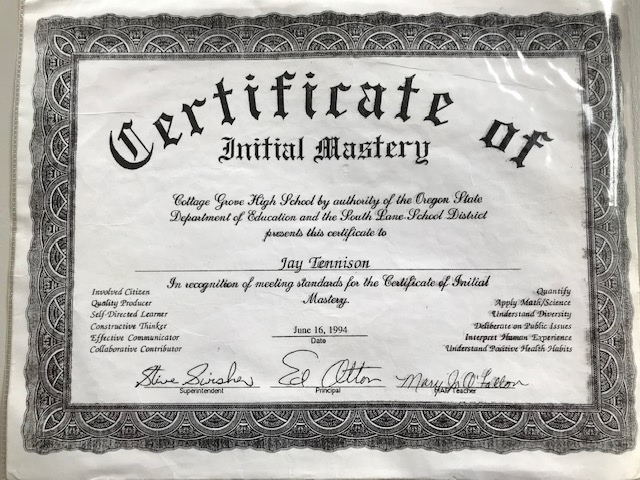 Certificate of
Initial Mastery
Cottage Grove High School by authority of the Oregon State
Department of Education and the South Lane School District
presents this certificate to
Jay Tennison
In recognition of meeting standards for the Certificate of Initial
Mastery.
Involved Citizen
Quality Producer
Self-Directed Learner
Constructive Thinker
Effective Communicator
Collaborative Contributor
Quantify
Apply Math/Science
Understand Diversity
Deliberate on Public Issues
Interpret Human Experience
Understand Positive Health Habits
June 16, 1994
Date
Steve
Superintendent
Ed Otton
Principal
Mary
Teacher